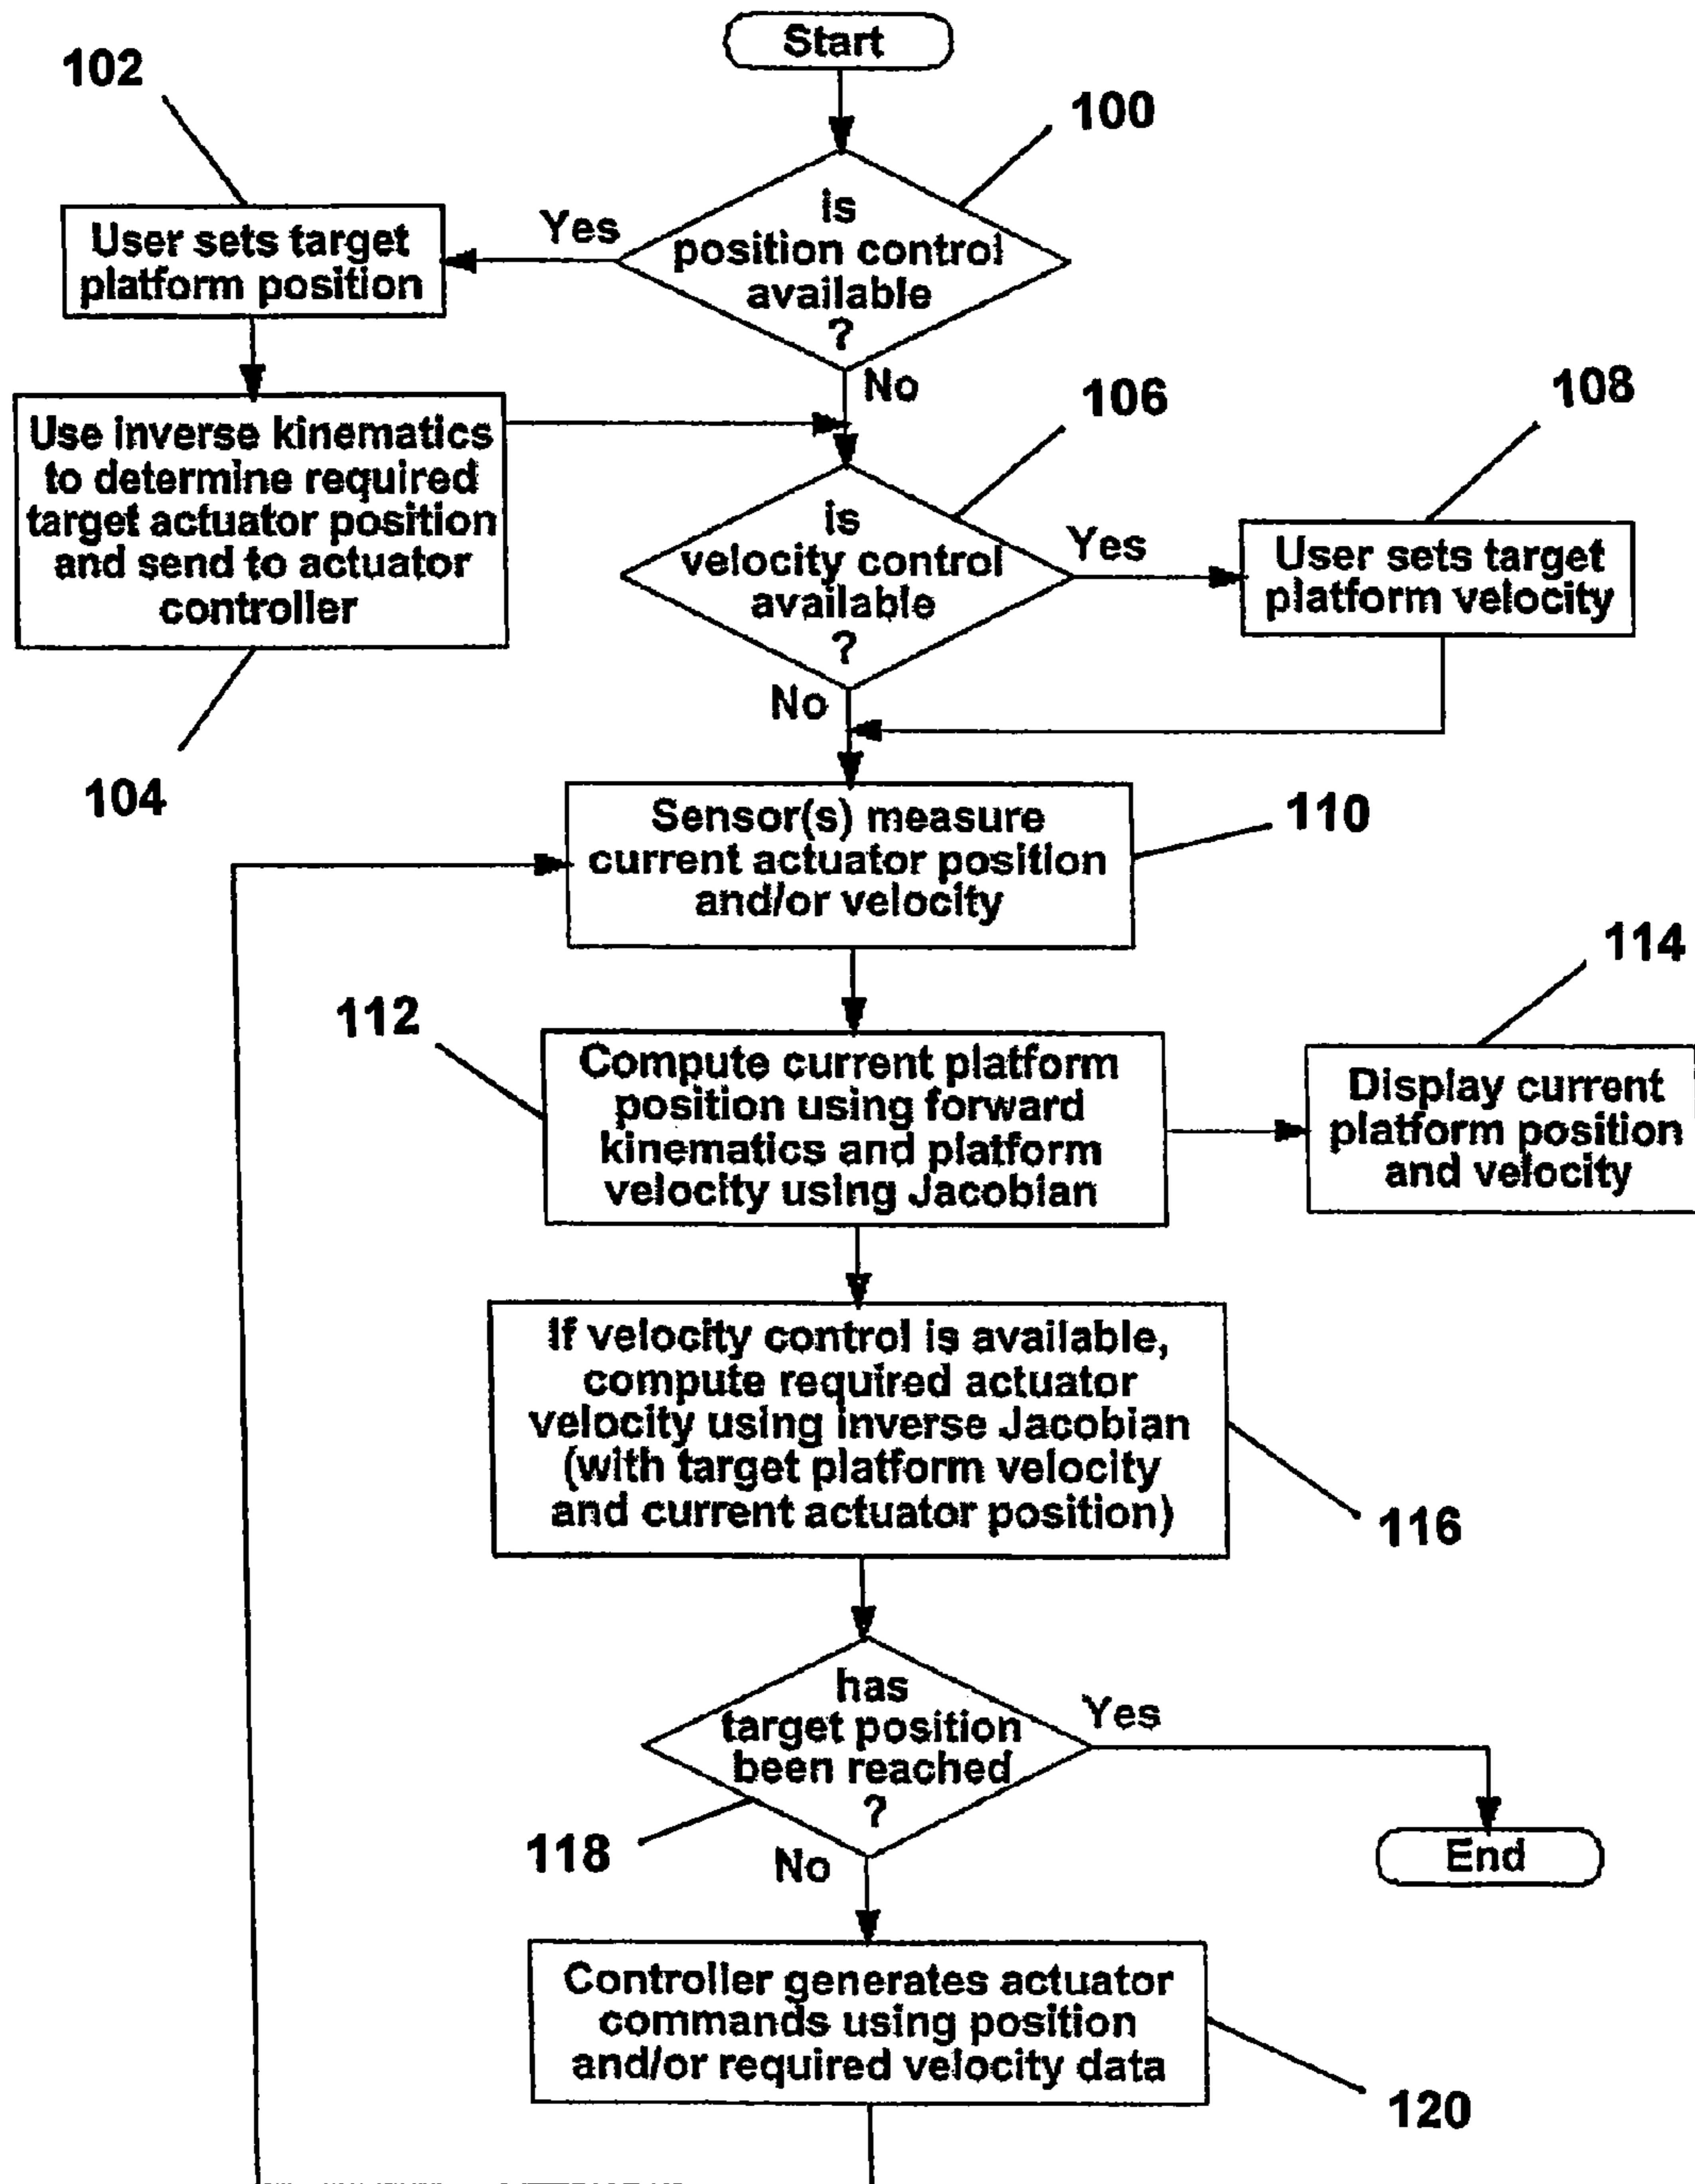 Start
102
100
is
position control
available
?
Yes
User sets target
platform position
No
106
108
Use inverse kinematics
to determine required
target actuator position
and send to actuator
controller
is
velocity control
available
?
Yes
User sets target
platform velocity
No
104
Sensor(s) measure
current actuator position
and/or velocity
110
114
112
Compute current platform
position using forward
kinematics and platform
velocity using Jacobian
Display current
platform position
and velocity
If velocity control is available,
compute required actuator
velocity using inverse Jacobian
(with target platform velocity
and current actuator position)
116
has
target position
been reached
?
Yes
118
No
End
Controller generates actuator
commands using position
and/or required velocity data
120